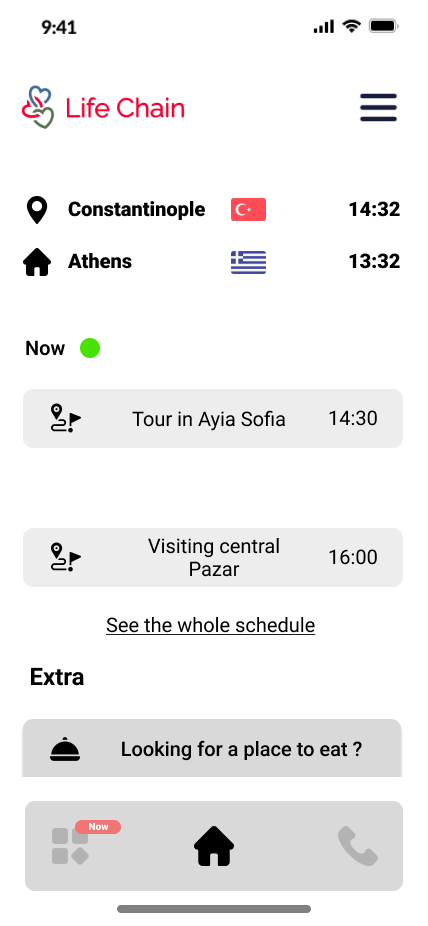 9:41
Life Chain
Constantinople 14:32
Athens 13:32
Now
Tour in Ayia Sofia 14:30
Visiting central
Pazar
16:00
See the whole schedule
Extra
Looking for a place to eat ?
Now